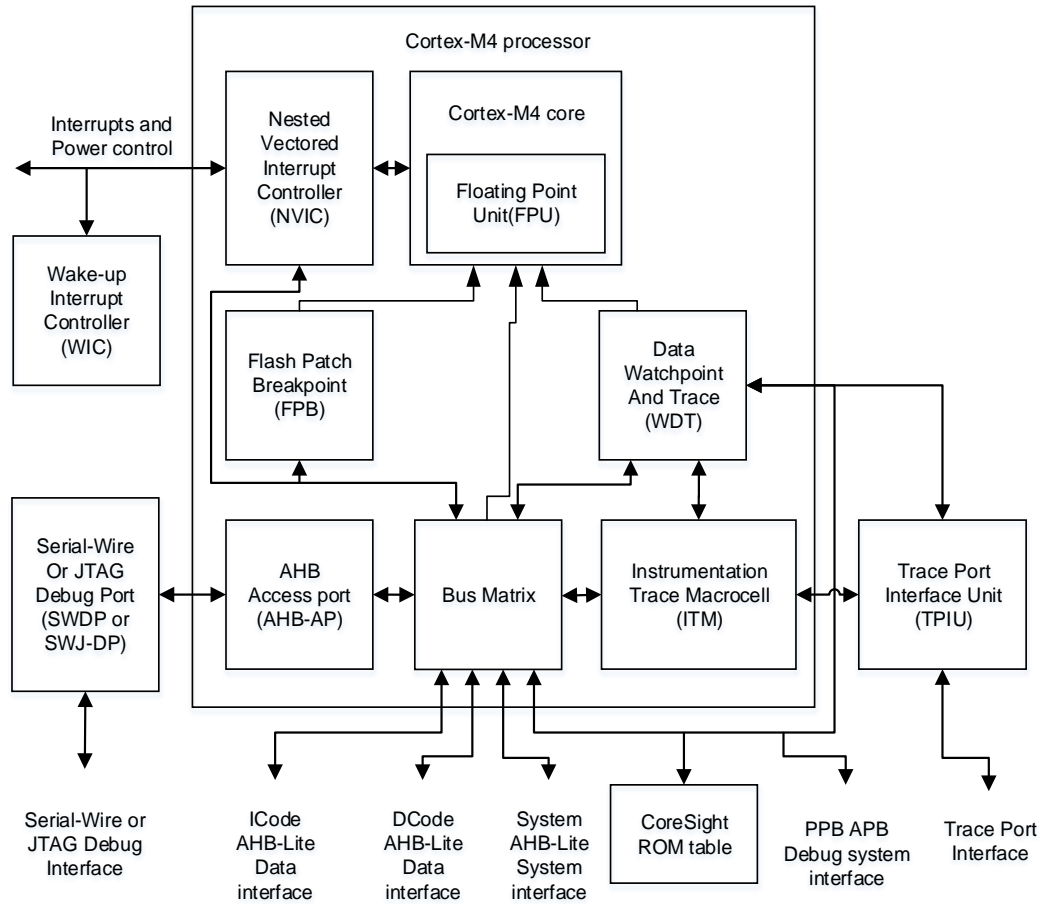 Cortex-M4 processor
Nested
Vectored
Interrupt
Controller
(NVIC)
Cortex-M4 core
Floating Point
Unit(FPU)
Interrupts and
Power control
Wake-up
Interrupt
Controller
(WIC)
Flash Patch
Breakpoint
(FPB)
Data
Watchpoint
And Trace
(WDT)
Serial-Wire
Or JTAG
Debug Port
(SWDP or
SWJ-DP)
AHB
Access port
(AHB-AP)
Bus Matrix
Instrumentation
Trace Macrocell
(ITM)
Trace Port
Interface Unit
(TPIU)
Serial-Wire or
JTAG Debug
Interface
ICode
AHB-Lite
Data
interface
DCode
AHB-Lite
Data
interface
System
AHB-Lite
System
interface
CoreSight
ROM table
PPB APB
Debug system
interface
Trace Port
Interface